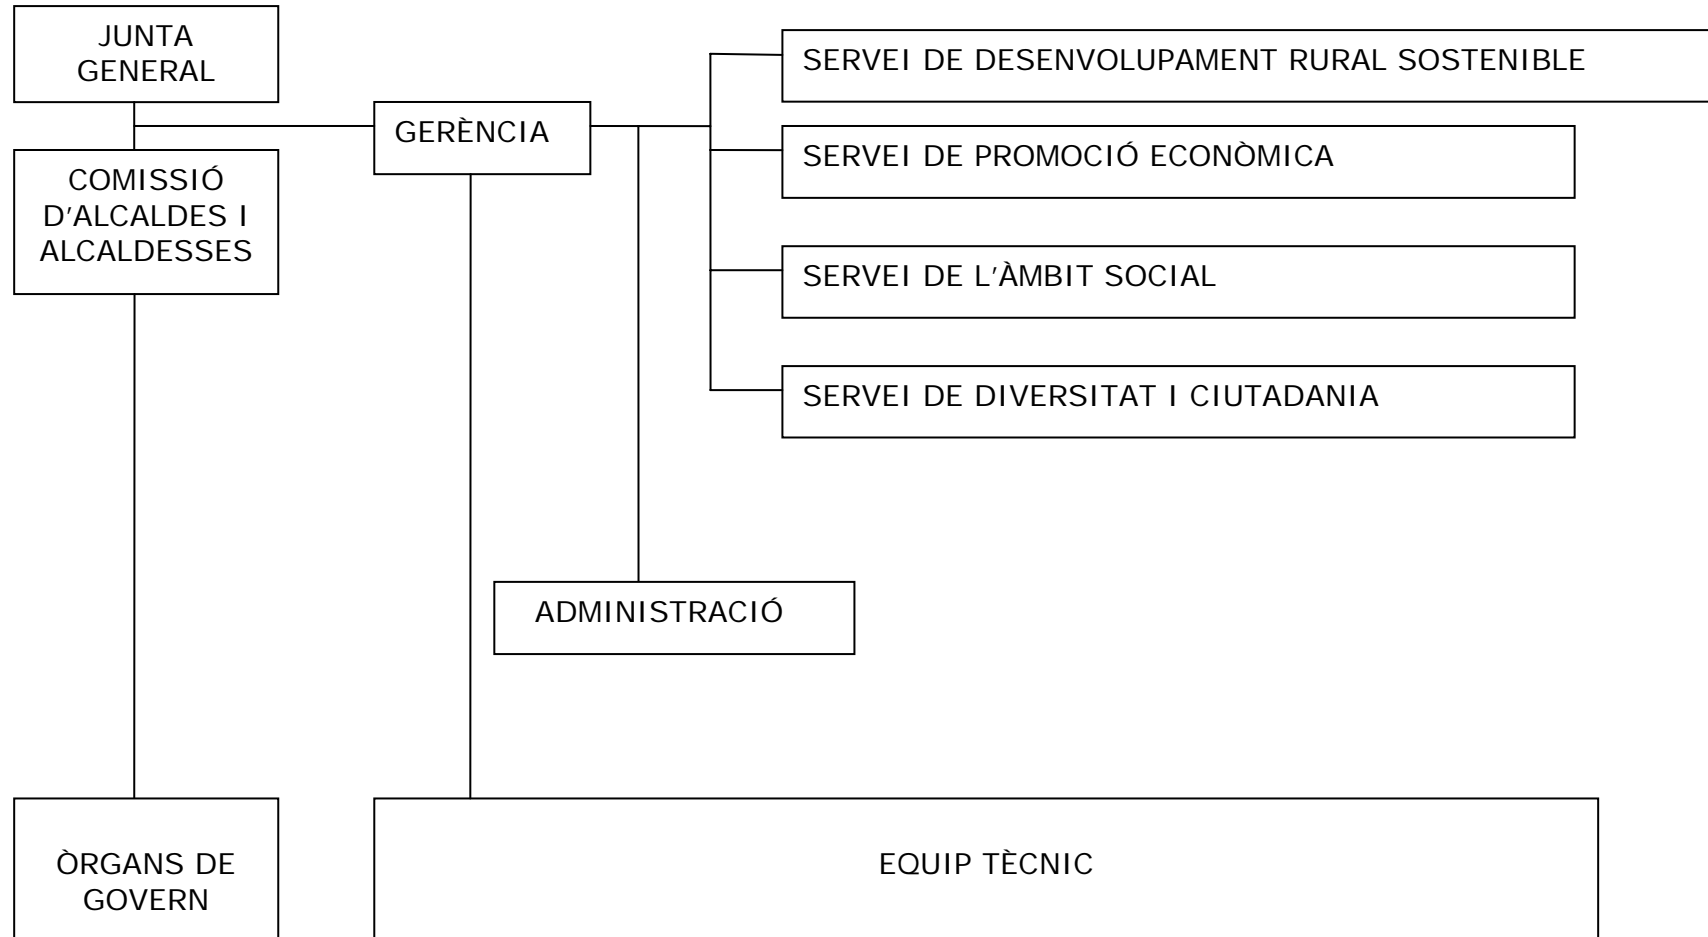 JUNTA
GENERAL
COMISSIÓ
D'ALCALDES I
ALCALDESSES
GERÈNCIA
SERVEI DE DESENVOLUPAMENT RURAL SOSTENIBLE
SERVEI DE PROMOCIÓ ECONÒMICA
SERVEI DE L'ÀMBIT SOCIAL
SERVEI DE DIVERSITAT I CIUTADANIA
ADMINISTRACIÓ
ÒRGANS DE
GOVERN
EQUIP TÈCNIC